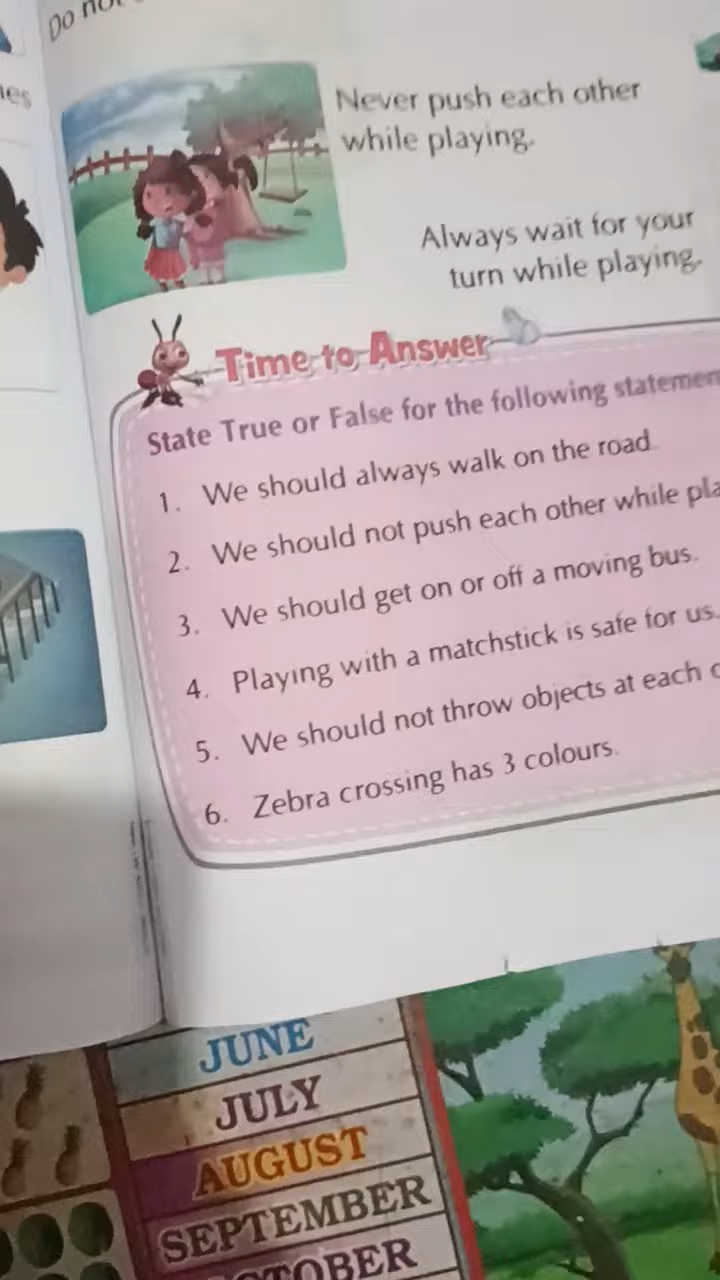 Do not
Never push each other
while playing.
Always wait for your
turn while playing.
Time to Answer
State True or False for the following
1. We should always walk on the road.
2. We should not push each other while
3. We should get on or off a moving bus.
4. Playing with a matchstick is safe for us.
5. We should not throw objects at each
6. Zebra crossing has 3 colours.
JUNE
JULY
AUGUST
SEPTEMBER